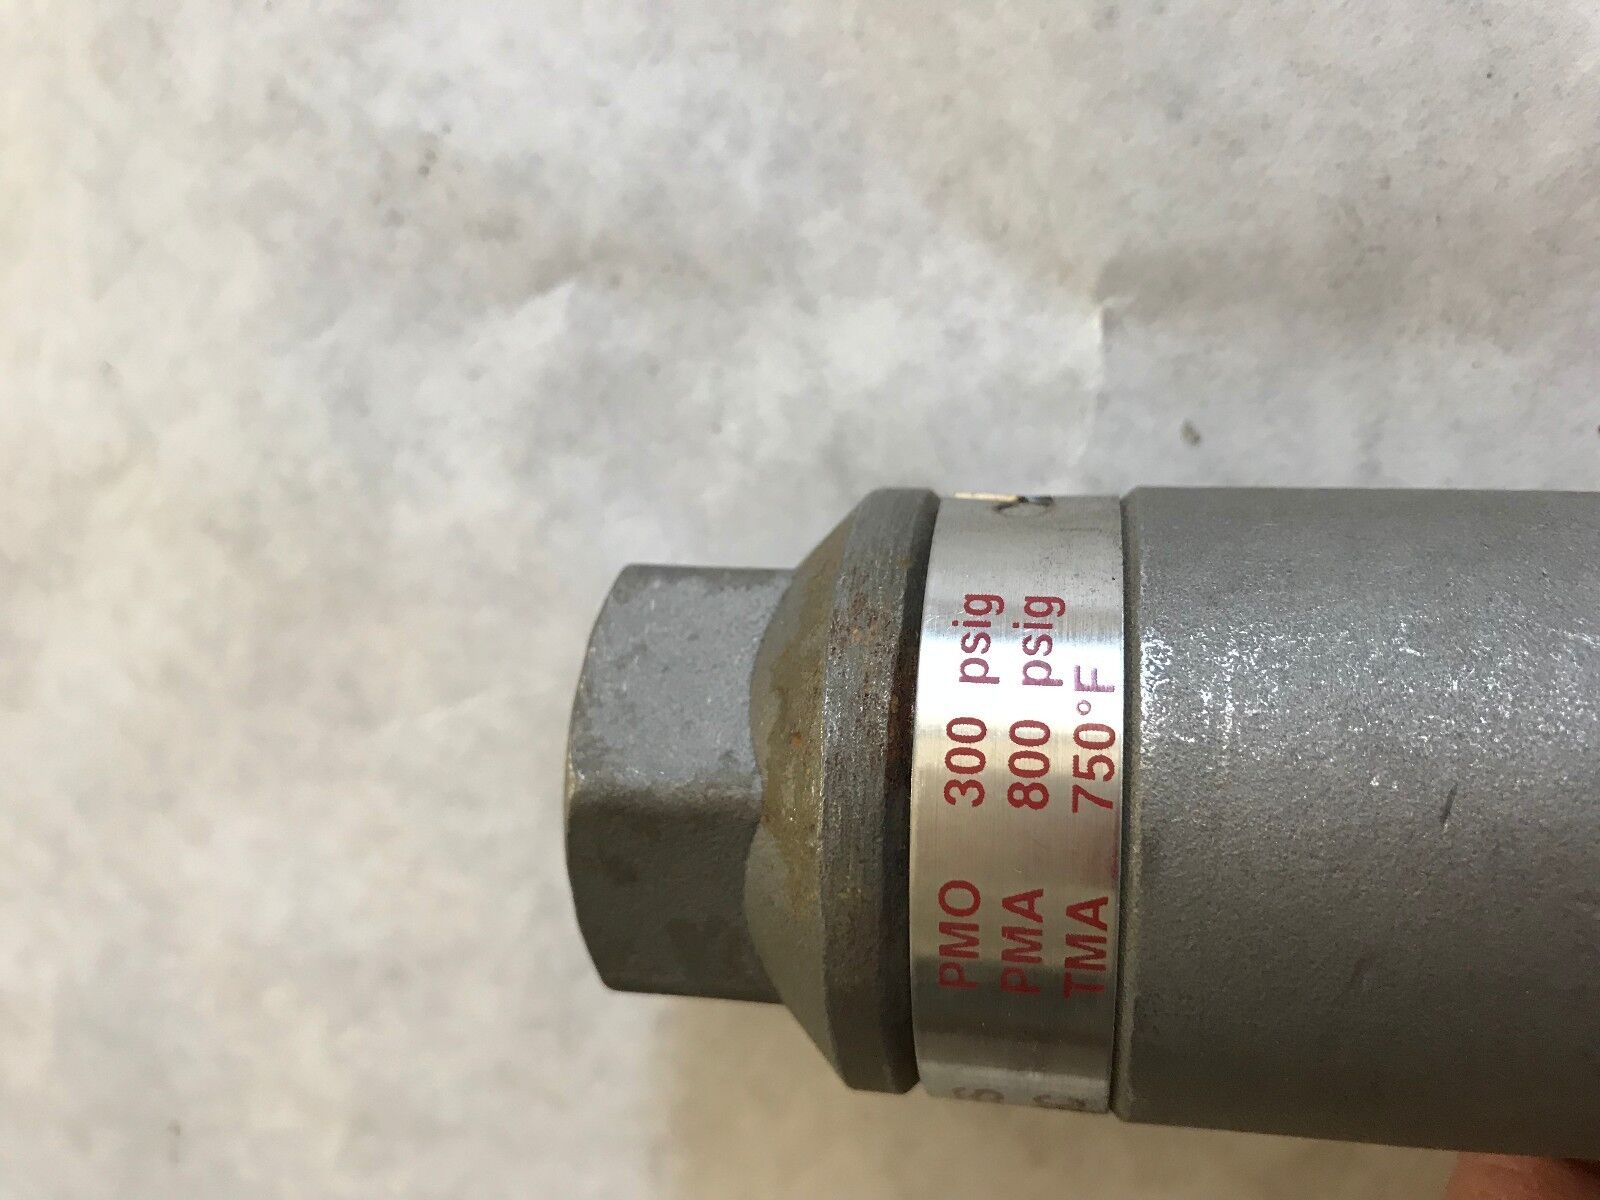 PMO 300 psig
PMA 800 psig
TMA 750°F